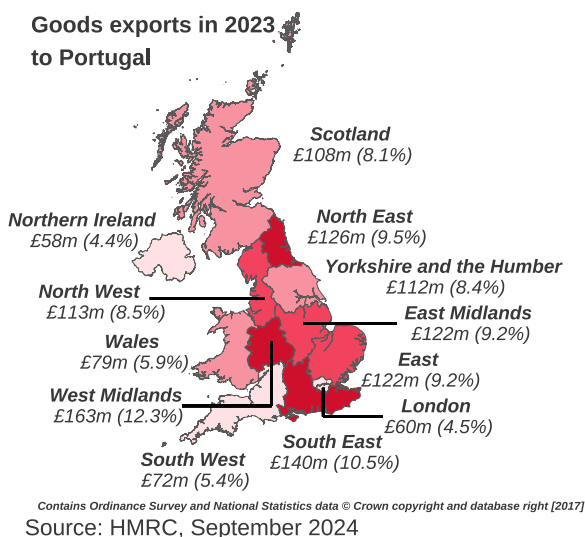 Goods exports in 2023
to Portugal
Scotland
£108m (8.1%)
Northern Ireland
£58m (4.4%)
North East
£126m (9.5%)
Yorkshire and the Humber
£112m (8.4%)
North West
£113m (8.5%)
East Midlands
£122m (9.2%)
Wales
£79m (5.9%)
East
£122m (9.2%)
West Midlands
£163m (12.3%)
London
£60m (4.5%)
South East
£140m (10.5%)
South West
£72m (5.4%)
Contains Ordinance Survey and National Statistics data © Crown copyright and database right [2017]
Source: HMRC, September 2024